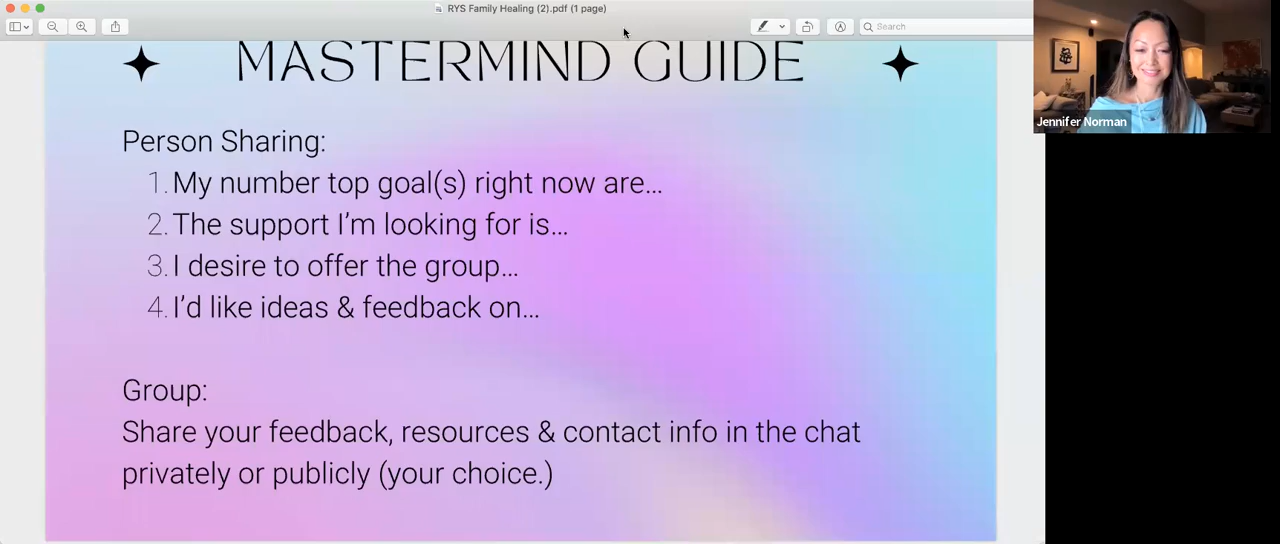 RYS Family Healing (2).pdf (1 page)
Search
MASTERMIND GUIDE
Person Sharing:
1. My number top goal(s) right now are...
2. The support I'm looking for is...
3. I desire to offer the group...
4. I'd like ideas & feedback on...
Group:
Share your feedback, resources & contact info in the chat
privately or publicly (your choice.)
Jennifer Norman